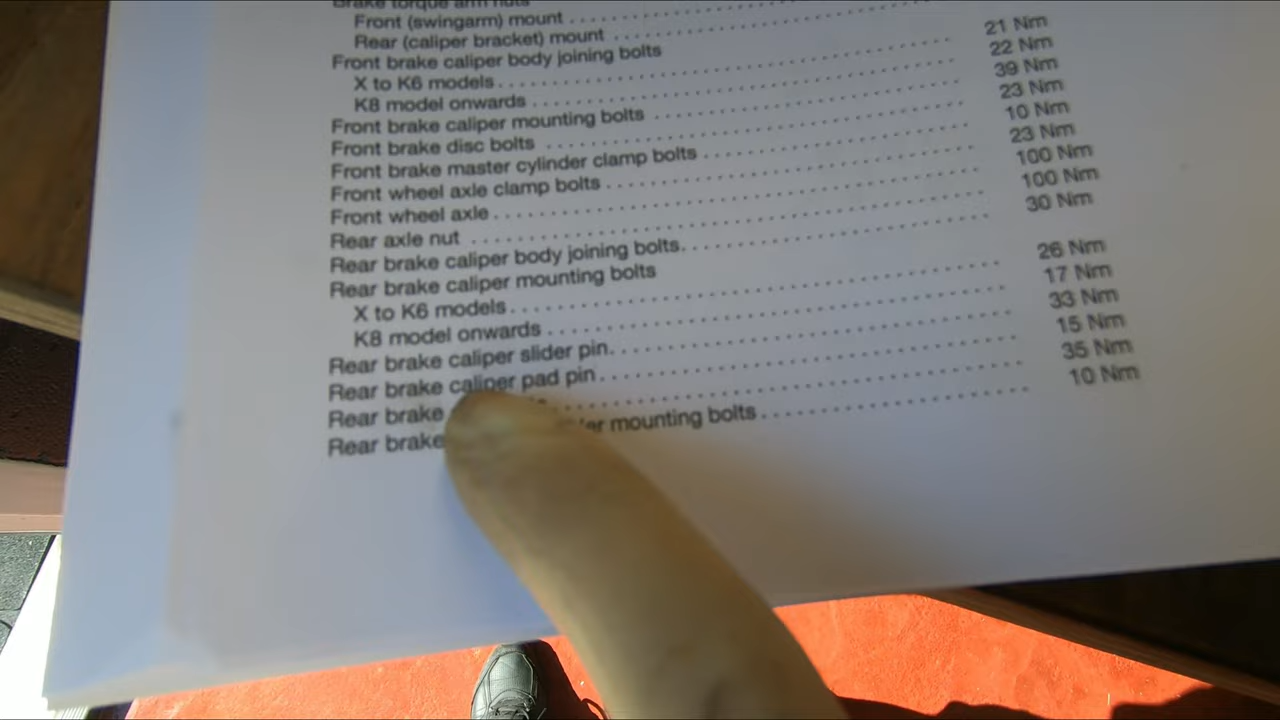 Brake torque arm nuts
Front (swingarm) mount
Rear (caliper bracket) mount
Front brake caliper body joining bolts
X to K6 models 21 Nm
K8 model onwards 22 Nm
Front brake caliper mounting bolts 39 Nm
Front brake disc bolts 23 Nm
Front brake master cylinder clamp bolts 10 Nm
Front wheel axle clamp bolts 23 Nm
Front wheel axle 100 Nm
Rear axle nut 100 Nm
Rear brake caliper body joining bolts 30 Nm
Rear brake caliper mounting bolts
X to K6 models 26 Nm
K8 model onwards 17 Nm
Rear brake caliper slider pin 33 Nm
Rear brake caliper pad pin 15 Nm
Rear brake 35 Nm
Rear brake mounting bolts 10 Nm